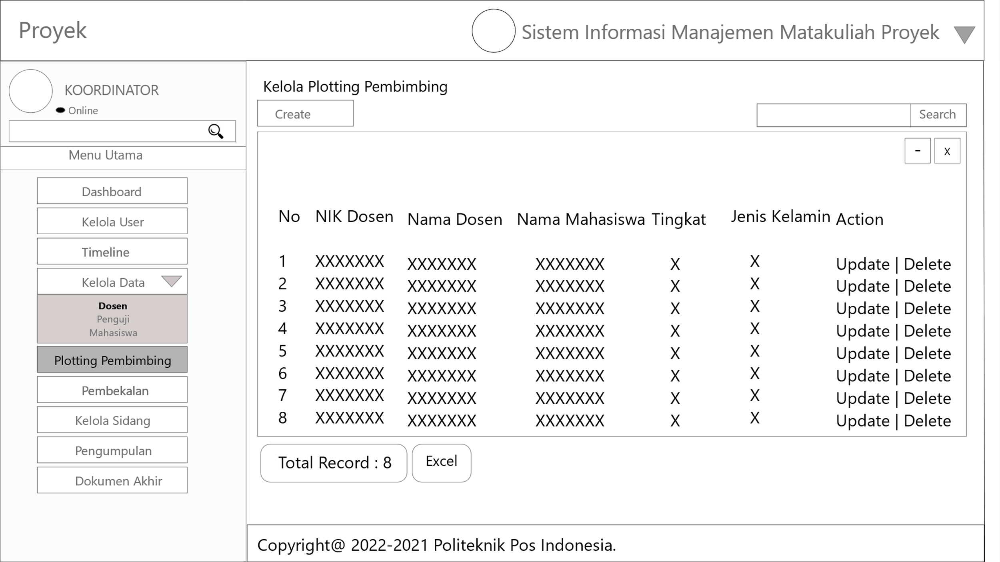 Proyek
Sistem Informasi Manajemen Matakuliah Proyek
KOORDINATOR
Online
Menu Utama
Dashboard
Kelola User
Timeline
Kelola Data
Dosen
Penguji
Mahasiswa
Plotting Pembimbing
Pembekalan
Kelola Sidang
Pengumpulan
Dokumen Akhir
Kelola Plotting Pembimbing
Create
Search
- x
No NIK Dosen Nama Dosen Nama Mahasiswa Tingkat Jenis Kelamin Action
1 XXXXXXX XXXXXXX XXXXXXX X X Update | Delete
2 XXXXXXX XXXXXXX XXXXXXX X X Update | Delete
3 XXXXXXX XXXXXXX XXXXXXX X X Update | Delete
4 XXXXXXX XXXXXXX XXXXXXX X X Update | Delete
5 XXXXXXX XXXXXXX XXXXXXX X X Update | Delete
6 XXXXXXX XXXXXXX XXXXXXX X X Update | Delete
7 XXXXXXX XXXXXXX XXXXXXX X X Update | Delete
8 XXXXXXX XXXXXXX XXXXXXX X X Update | Delete
Total Record : 8
Excel
Copyright@ 2022-2021 Politeknik Pos Indonesia.